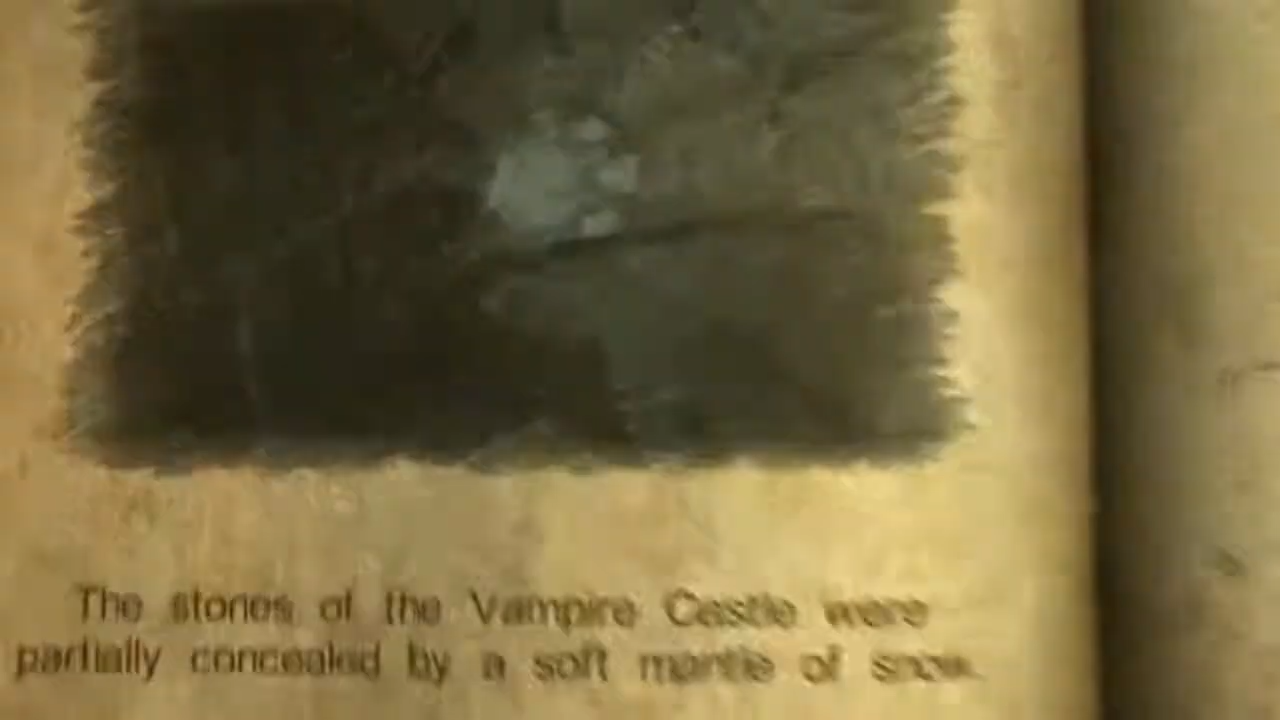 The stones of the Vampire Castle were
partially concealed by a soft mantle of snow.